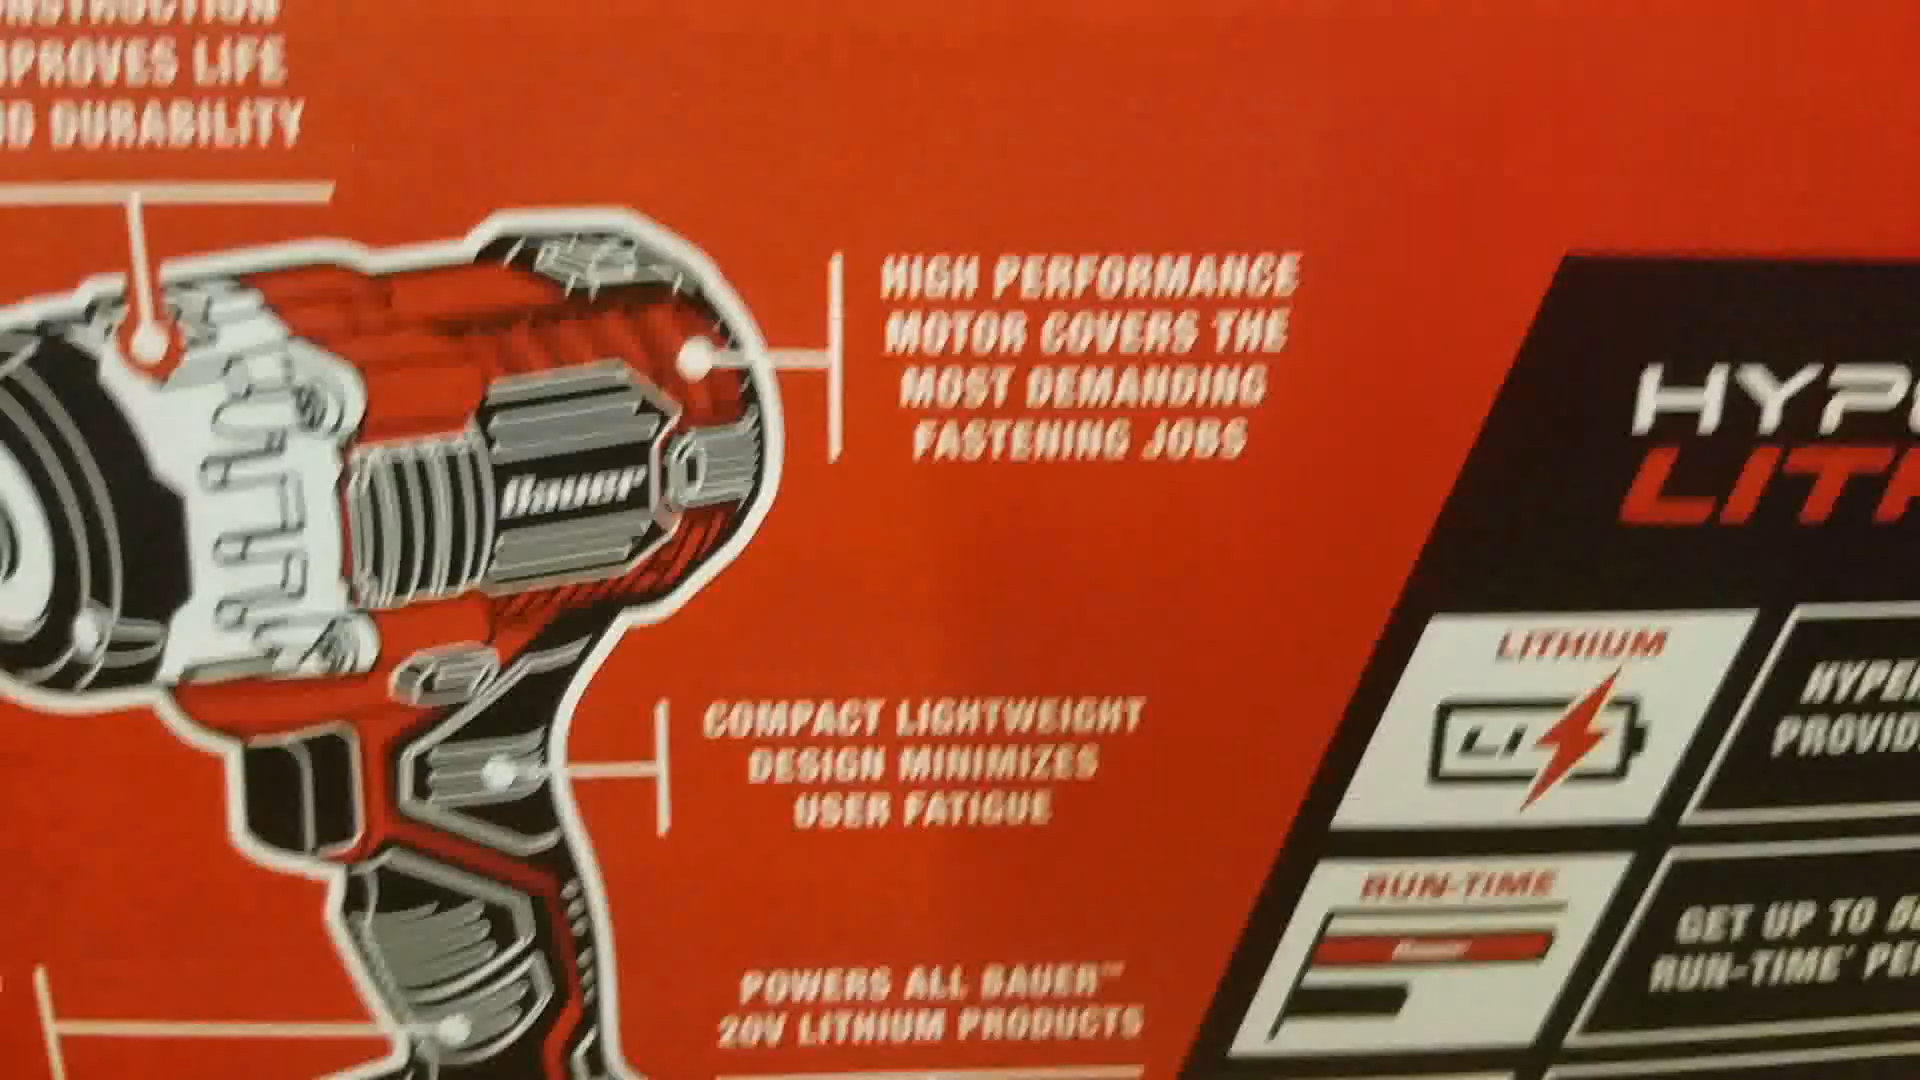 IMPROVES LIFE
DURABILITY
HIGH PERFORMANCE
MOTOR COVERS THE
MOST DEMANDING
FASTENING JOBS
Bauer
COMPACT LIGHTWEIGHT
DESIGN MINIMIZES
USER FATIGUE
POWERS ALL BAUER™
20V LITHIUM PRODUCTS
LITHIUM
LI
RUN-TIME
Bauer
GET UP TO
RUN-TIME*